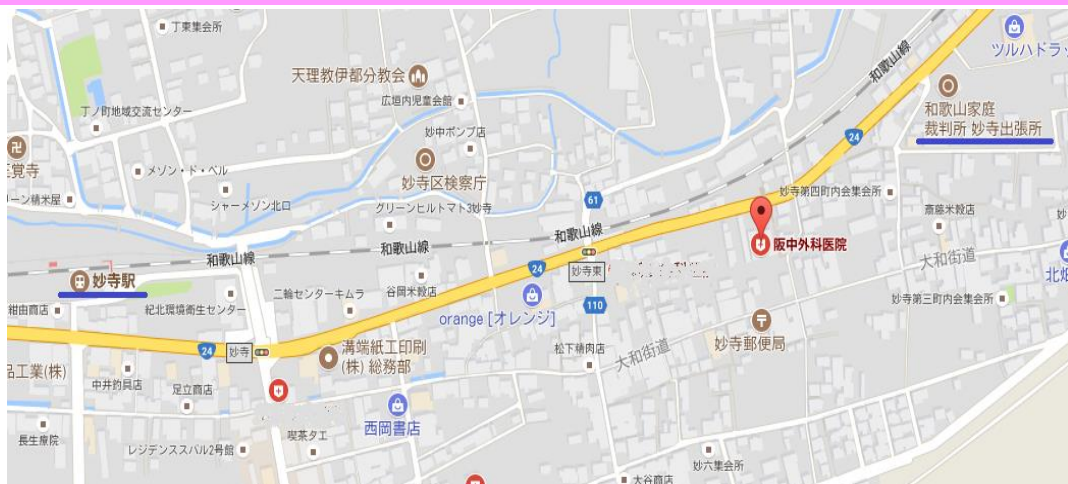 丁東集会所
ツルハドラッ
天理教伊都分教会
和歌山線
広垣内児童会館
丁ノ町地域交流センター
和歌山家庭
裁判所 妙寺出張所
妙中ポンプ店
24
覚寺
メゾン・ド・ベル
妙寺区検察庁
妙寺第四町内会集会所
リーン精米屋
シャーメゾン北口
グリーンヒルトマト3妙寺
61
斎藤米穀店
和歌山線
和歌山線
和歌山線
阪中外科医院
大和街道
妙寺駅
24
妙寺東
北畑
紺由商店
紀北環境衛生センター
二輪センターキムラ
谷岡米穀店
妙寺第三町内会集会所
orange [オレンジ]
110
24
妙寺
溝端紙工印刷
(株) 総務部
松下精肉店
大和街道
妙寺郵便局
品工業(株)
中井釣具店
足立商店
西岡書店
長生療院
レジデンススバル2号館
喫茶タエ
妙六集会所
大谷商店